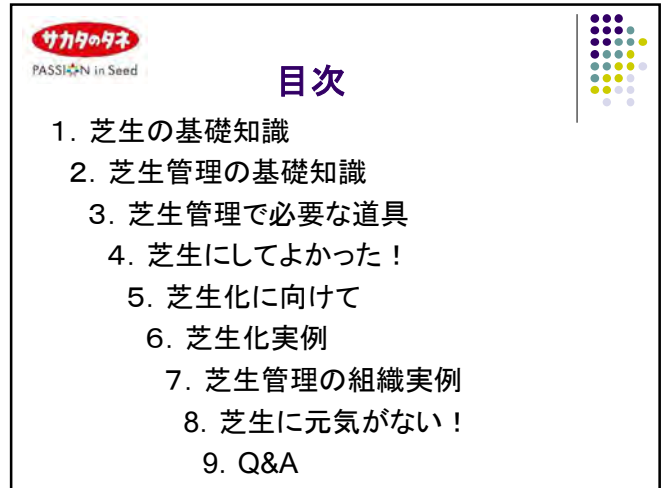 サカタのタネ
PASSION in Seed
目次
1. 芝生の基礎知識
2. 芝生管理の基礎知識
3. 芝生管理で必要な道具
4. 芝生にしてよかった！
5. 芝生化に向けて
6. 芝生化実例
7. 芝生管理の組織実例
8. 芝生に元気がない！
9. Q&A